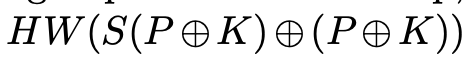 HW(S(P ⊕ K) ⊕ (P ⊕ K))